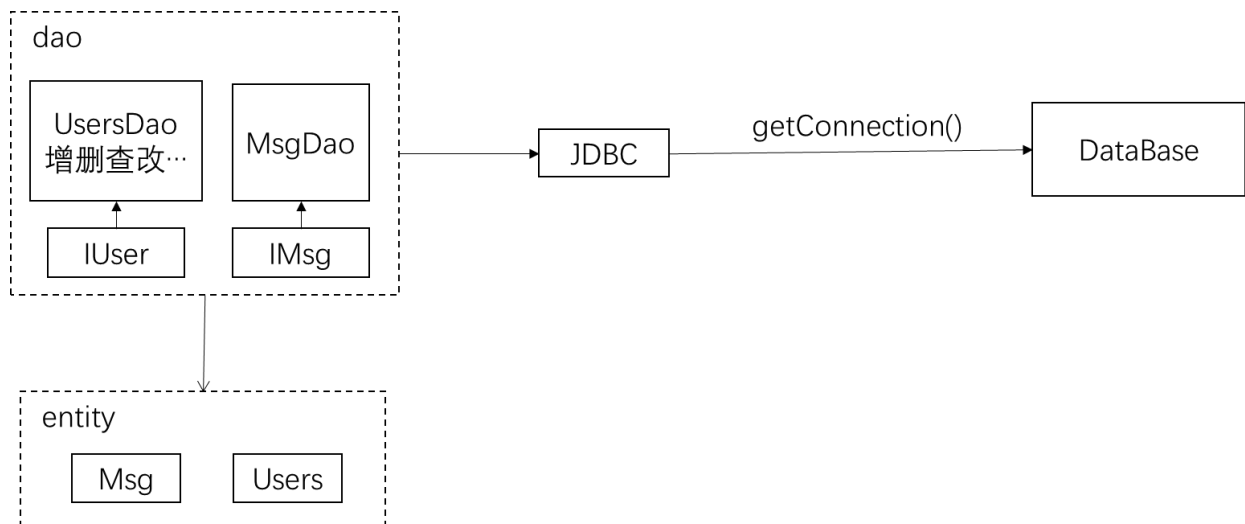 dao
UsersDao
增删查改…
MsgDao
IUser
IMsg
JDBC
getConnection()
DataBase
entity
Msg
Users